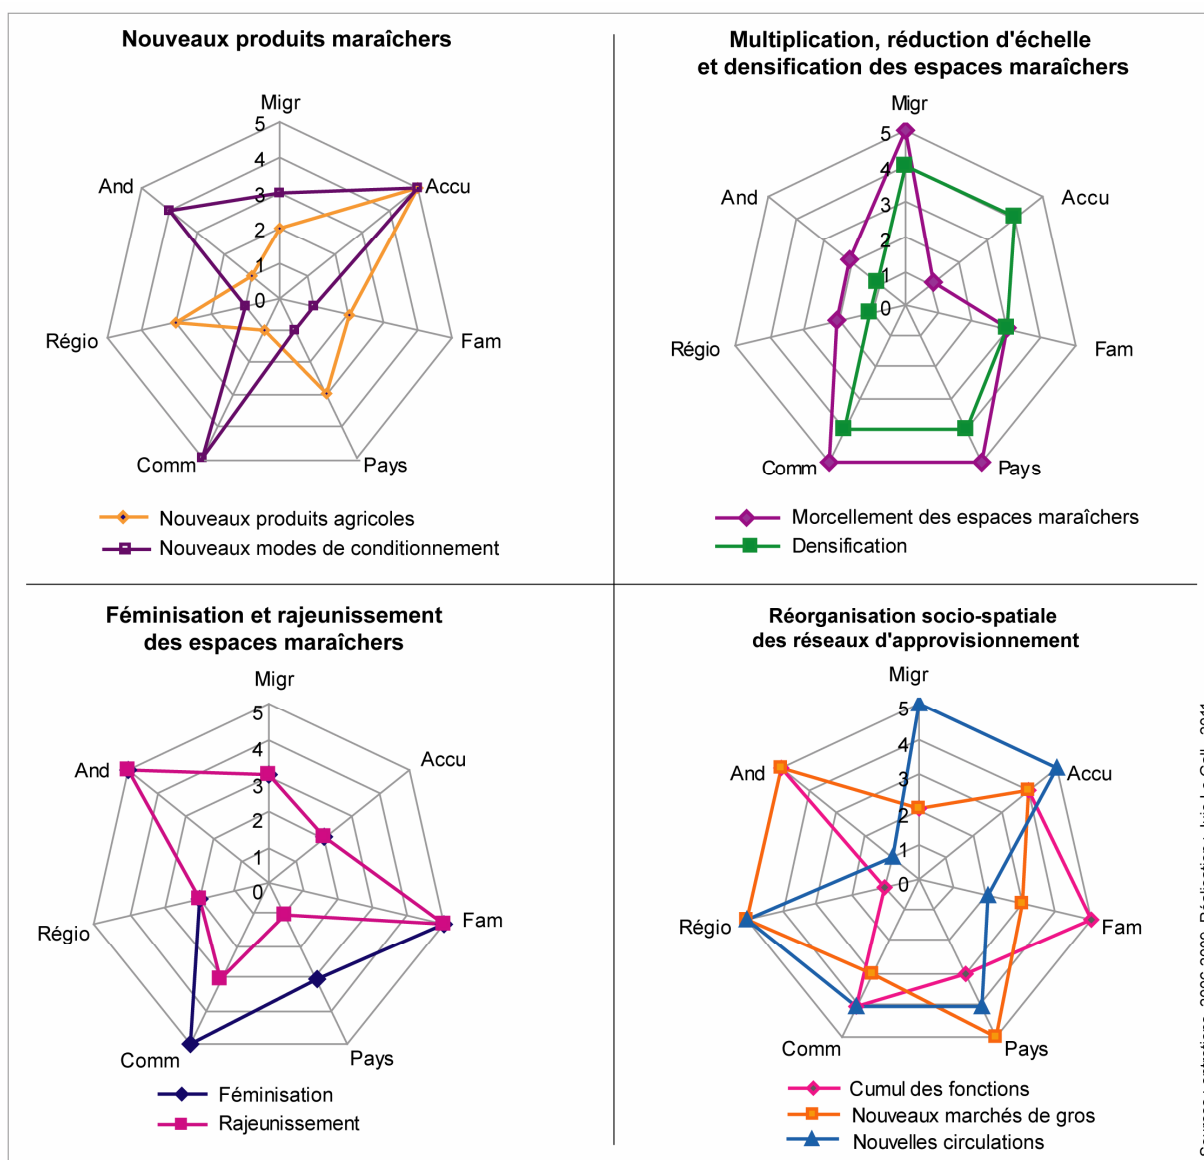 Nouveaux produits maraîchers
Migr
5
4
3
2
1
0
And
Accu
Régio
Fam
Comm
Pays
Nouveaux produits agricoles
Nouveaux modes de conditionnement
Multiplication, réduction d'échelle
et densification des espaces maraîchers
Migr
5
4
3
2
1
0
And
Accu
Régio
Fam
Comm
Pays
Morcellement des espaces maraîchers
Densification
Féminisation et rajeunissement
des espaces maraîchers
Migr
5
4
3
2
1
0
And
Accu
Régio
Fam
Comm
Pays
Féminisation
Rajeunissement
Réorganisation socio-spatiale
des réseaux d'approvisionnement
Migr
5
4
3
2
1
0
And
Accu
Régio
Fam
Comm
Pays
Cumul des fonctions
Nouveaux marchés de gros
Nouvelles circulations